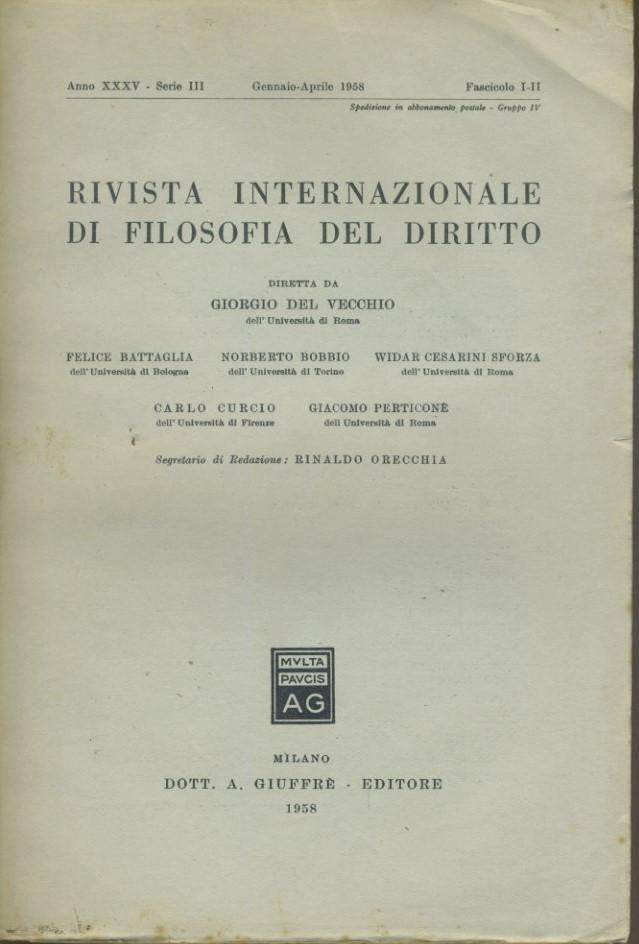 Anno XXXV - Serie III Gennaio-Aprile 1958 Fascicolo I-II
Spedizione in abbonamento postale - Gruppo IV
RIVISTA INTERNAZIONALE
DI FILOSOFIA DEL DIRITTO
DIRETTA DA
GIORGIO DEL VECCHIO
dell' Università di Roma
FELICE BATTAGLIA NORBERTO BOBBIO WIDAR CESARINI SFORZA
dell' Università di Bologna dell' Università di Torino dell' Università di Roma
CARLO CURCIO GIACOMO PERTICONE
dell' Università di Firenze dell Università di Roma
Segretario di Redazione: RINALDO ORECCHIA
MVLTA
PAVCIS
AG
MILANO
DOTT. A. GIUFFRÈ - EDITORE
1958